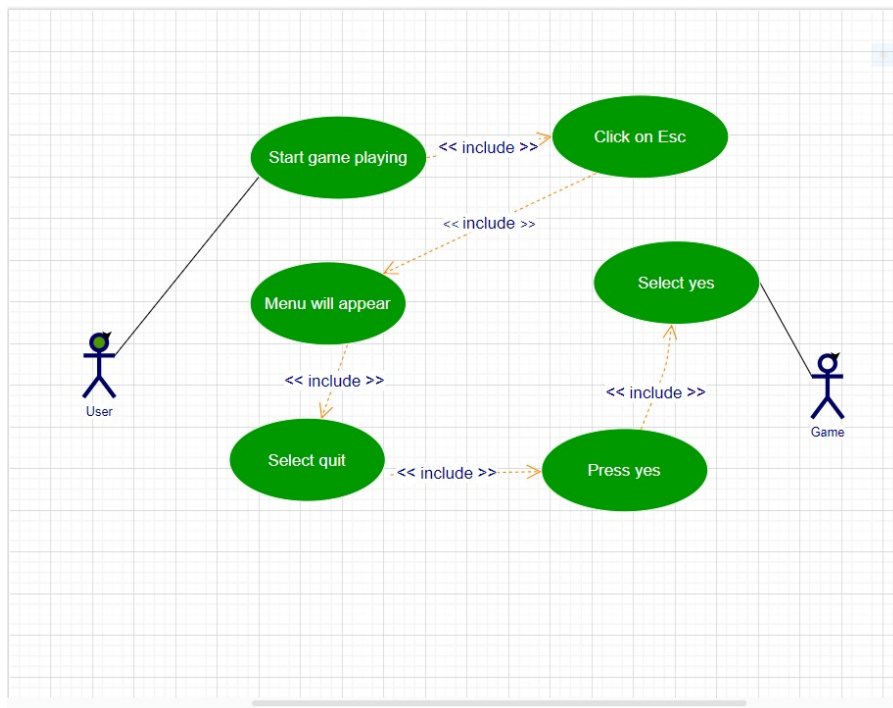 Start game playing
<< include >>
Click on Esc
<< include >>
Menu will appear
Select yes
<< include >>
<< include >>
User
Game
Select quit
<< include >>
Press yes